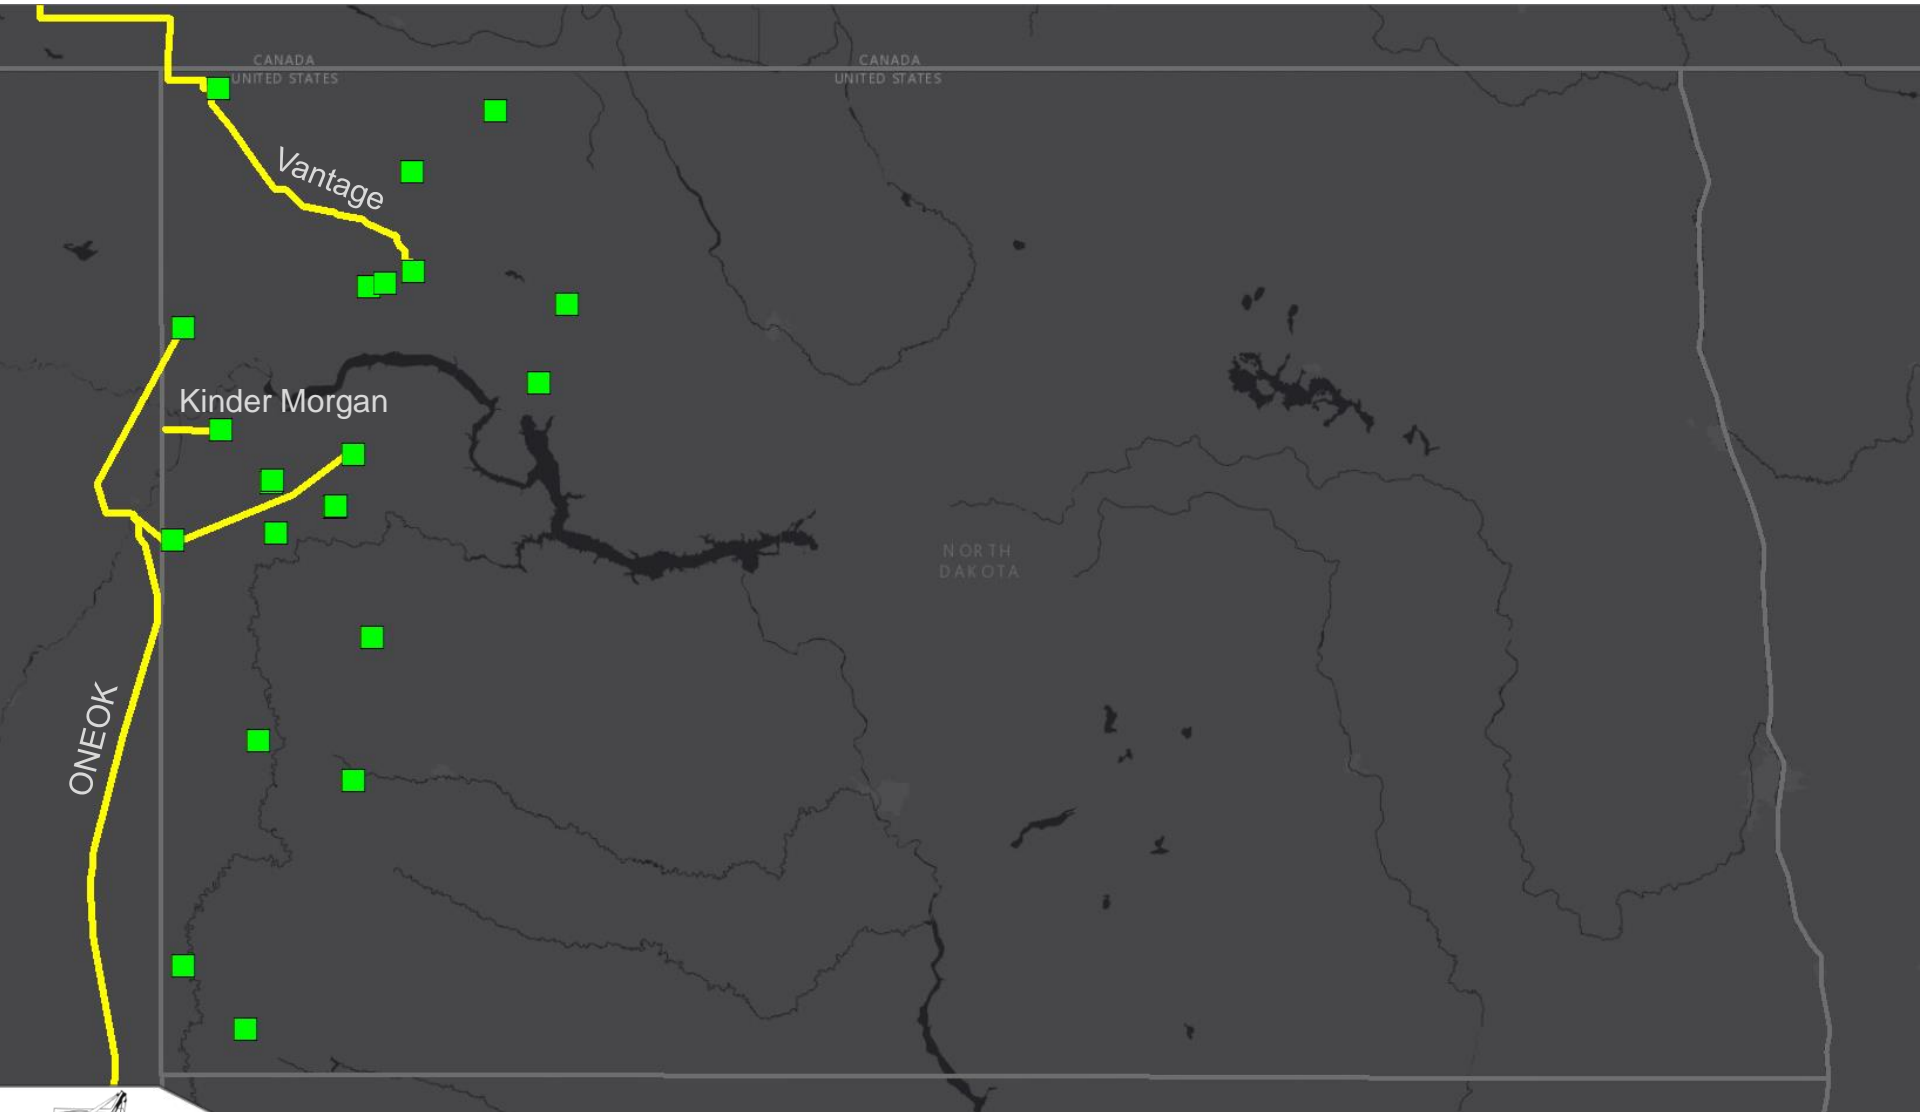 CANADA
UNITED STATES
CANADA
UNITED STATES
Vantage
Kinder Morgan
NORTH
DAKOTA
ONEOK